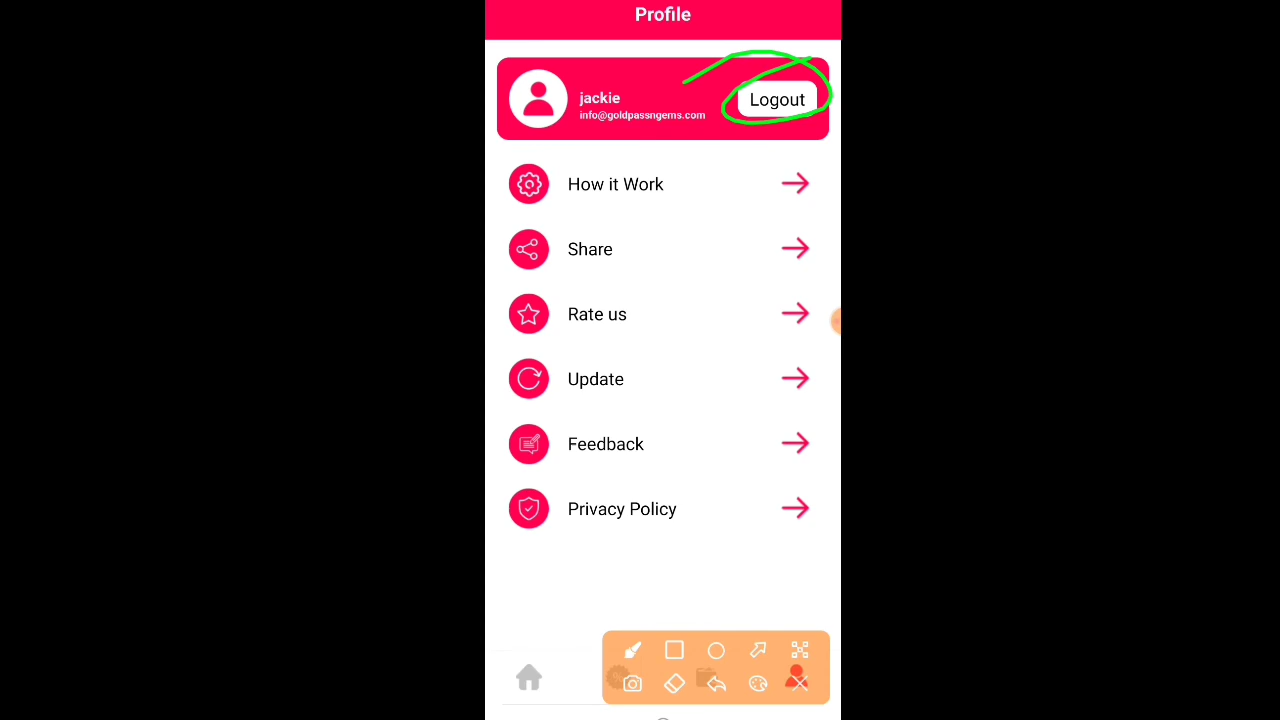 Profile
jackie
info@goldpassngems.com
Logout
How it Work
Share
Rate us
Update
Feedback
Privacy Policy